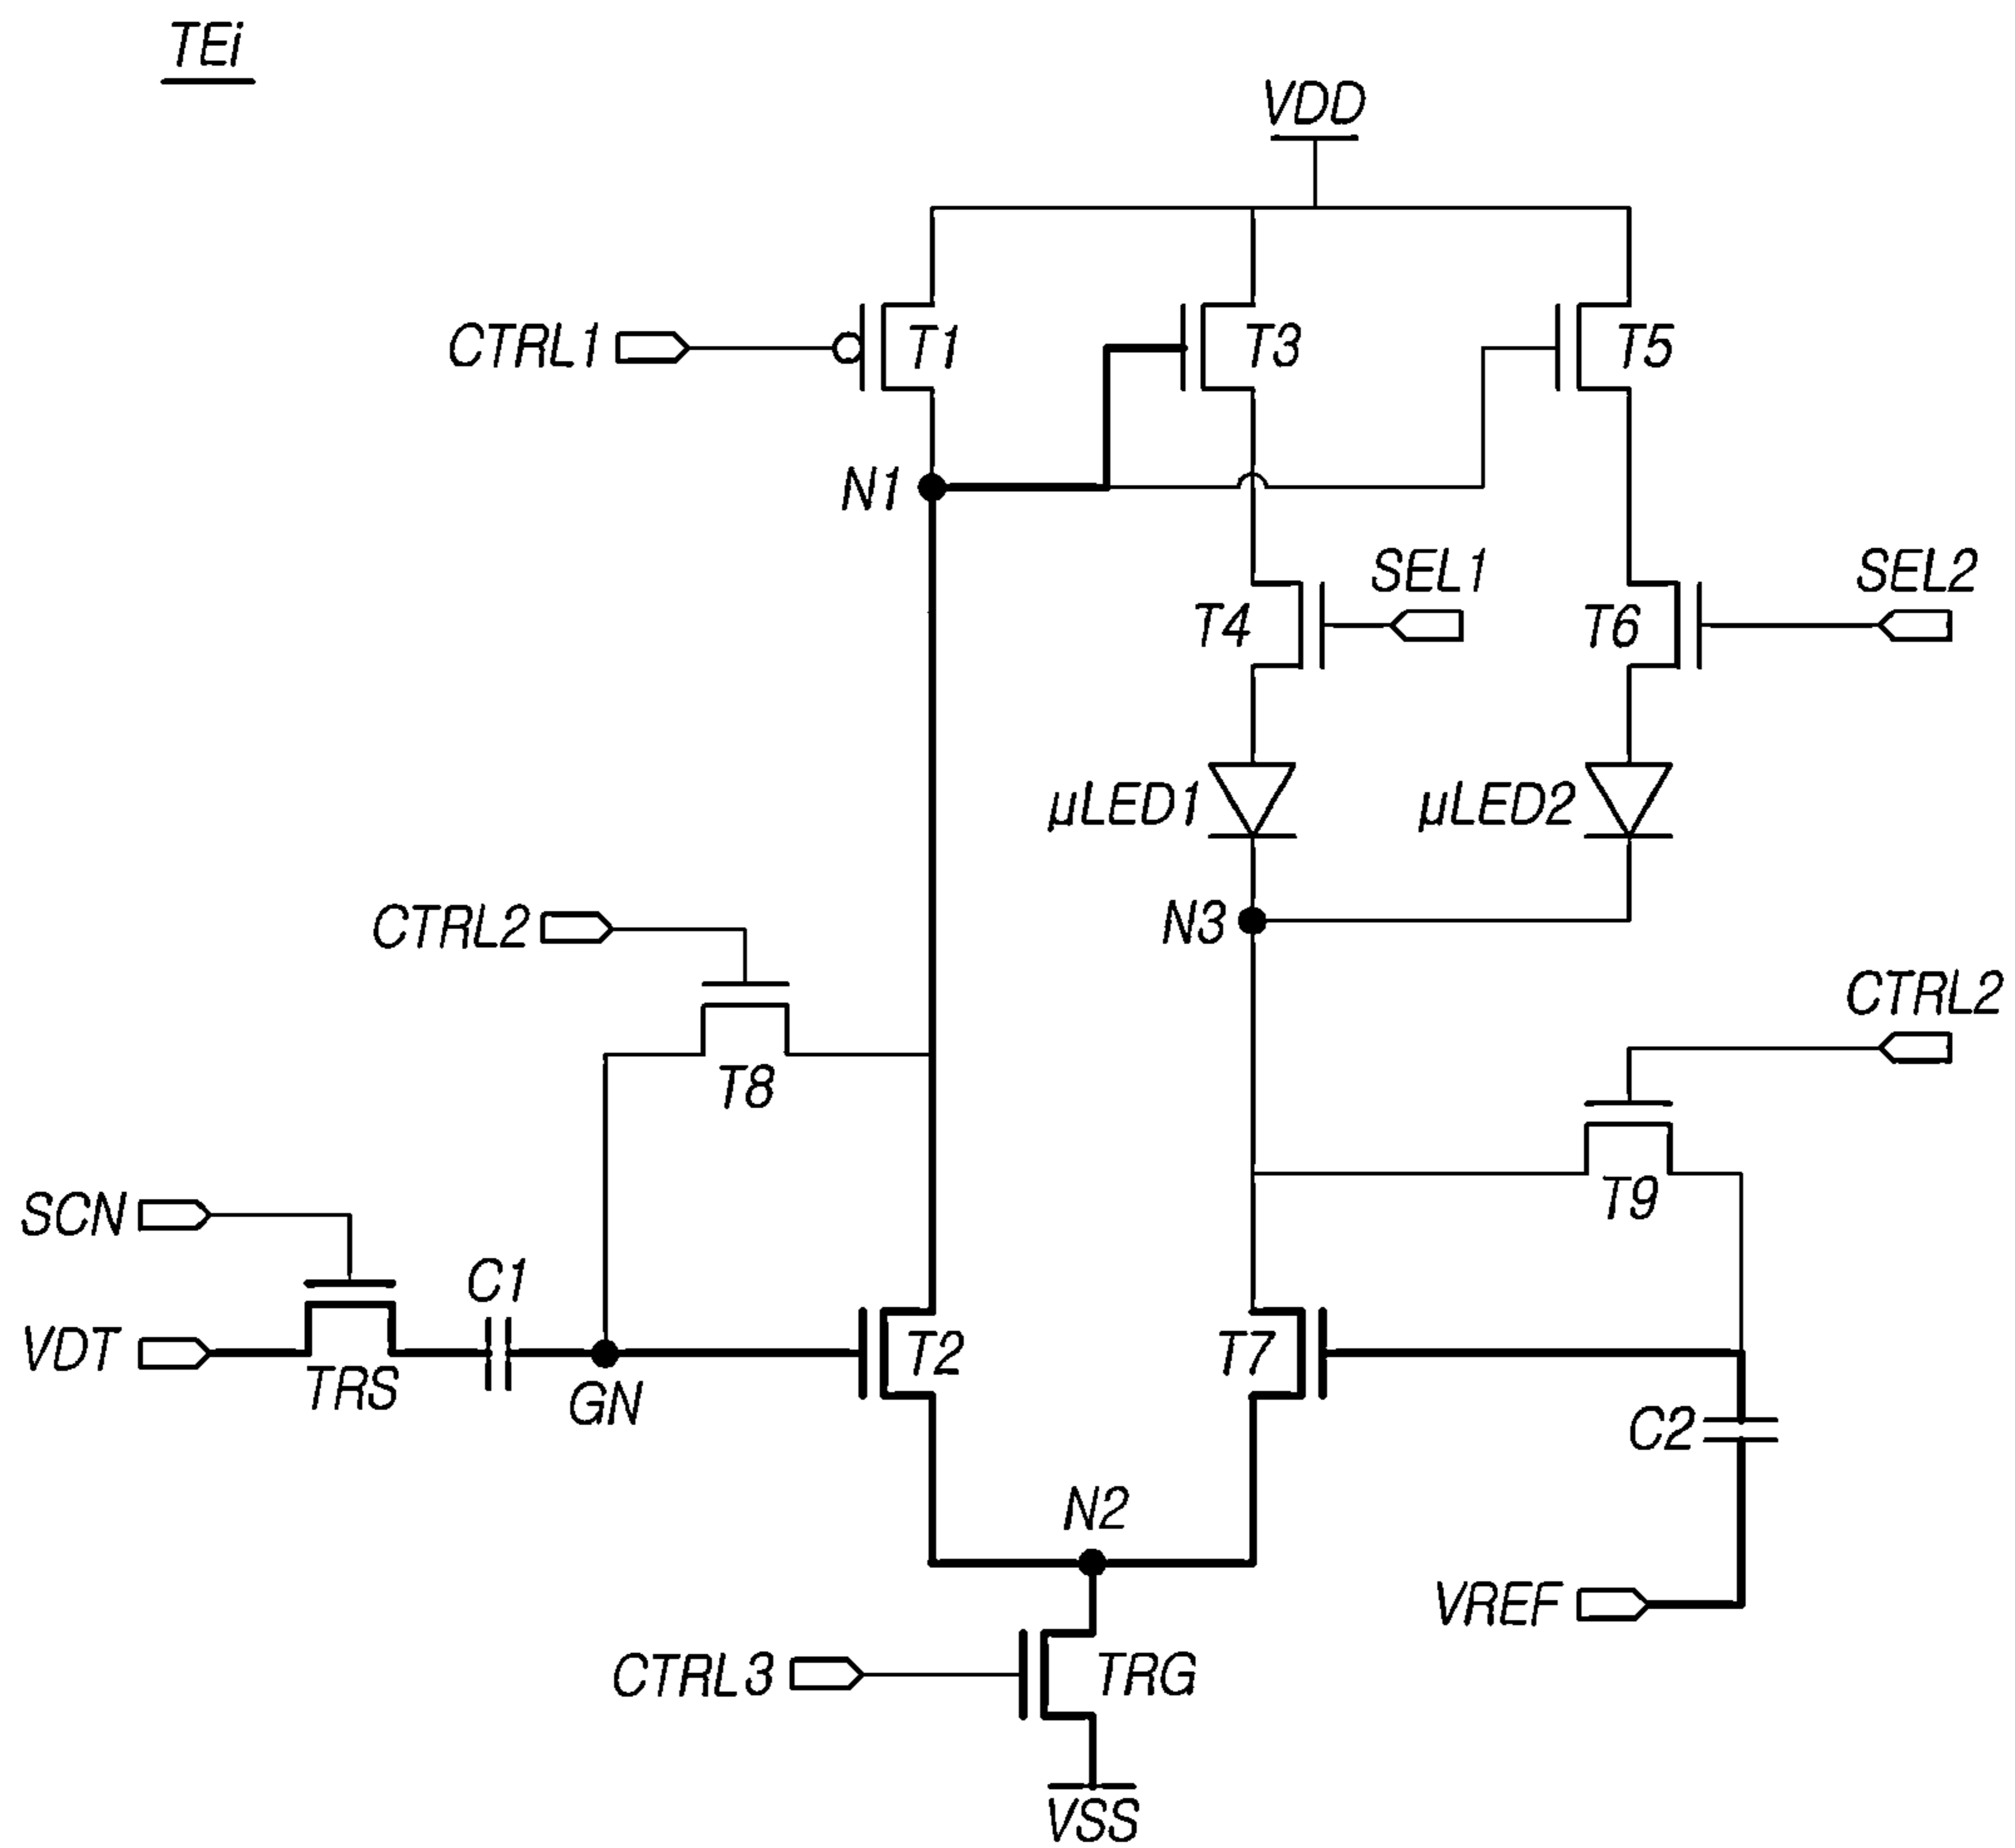 TEi
VDD
CTRL1
T1
T3
T5
N1
SEL1
SEL2
T4
T6
µLED1
µLED2
CTRL2
N3
CTRL2
T8
T9
SCN
C1
VDT
TRS
GN
T2
T7
C2
N2
VREF
CTRL3
TRG
VSS